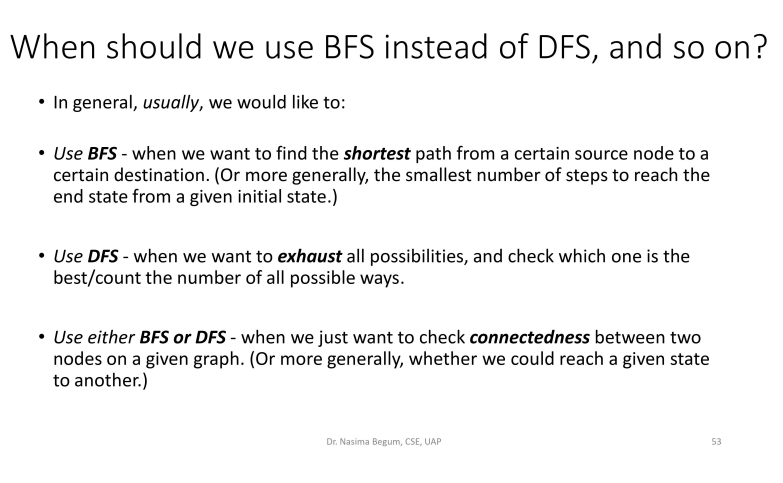 When should we use BFS instead of DFS, and so on?
• In general, usually, we would like to:
• Use BFS - when we want to find the shortest path from a certain source node to a
certain destination. (Or more generally, the smallest number of steps to reach the
end state from a given initial state.)
• Use DFS - when we want to exhaust all possibilities, and check which one is the
best/count the number of all possible ways.
• Use either BFS or DFS - when we just want to check connectedness between two
nodes on a given graph. (Or more generally, whether we could reach a given state
to another.)
Dr. Nasima Begum, CSE, UAP
53